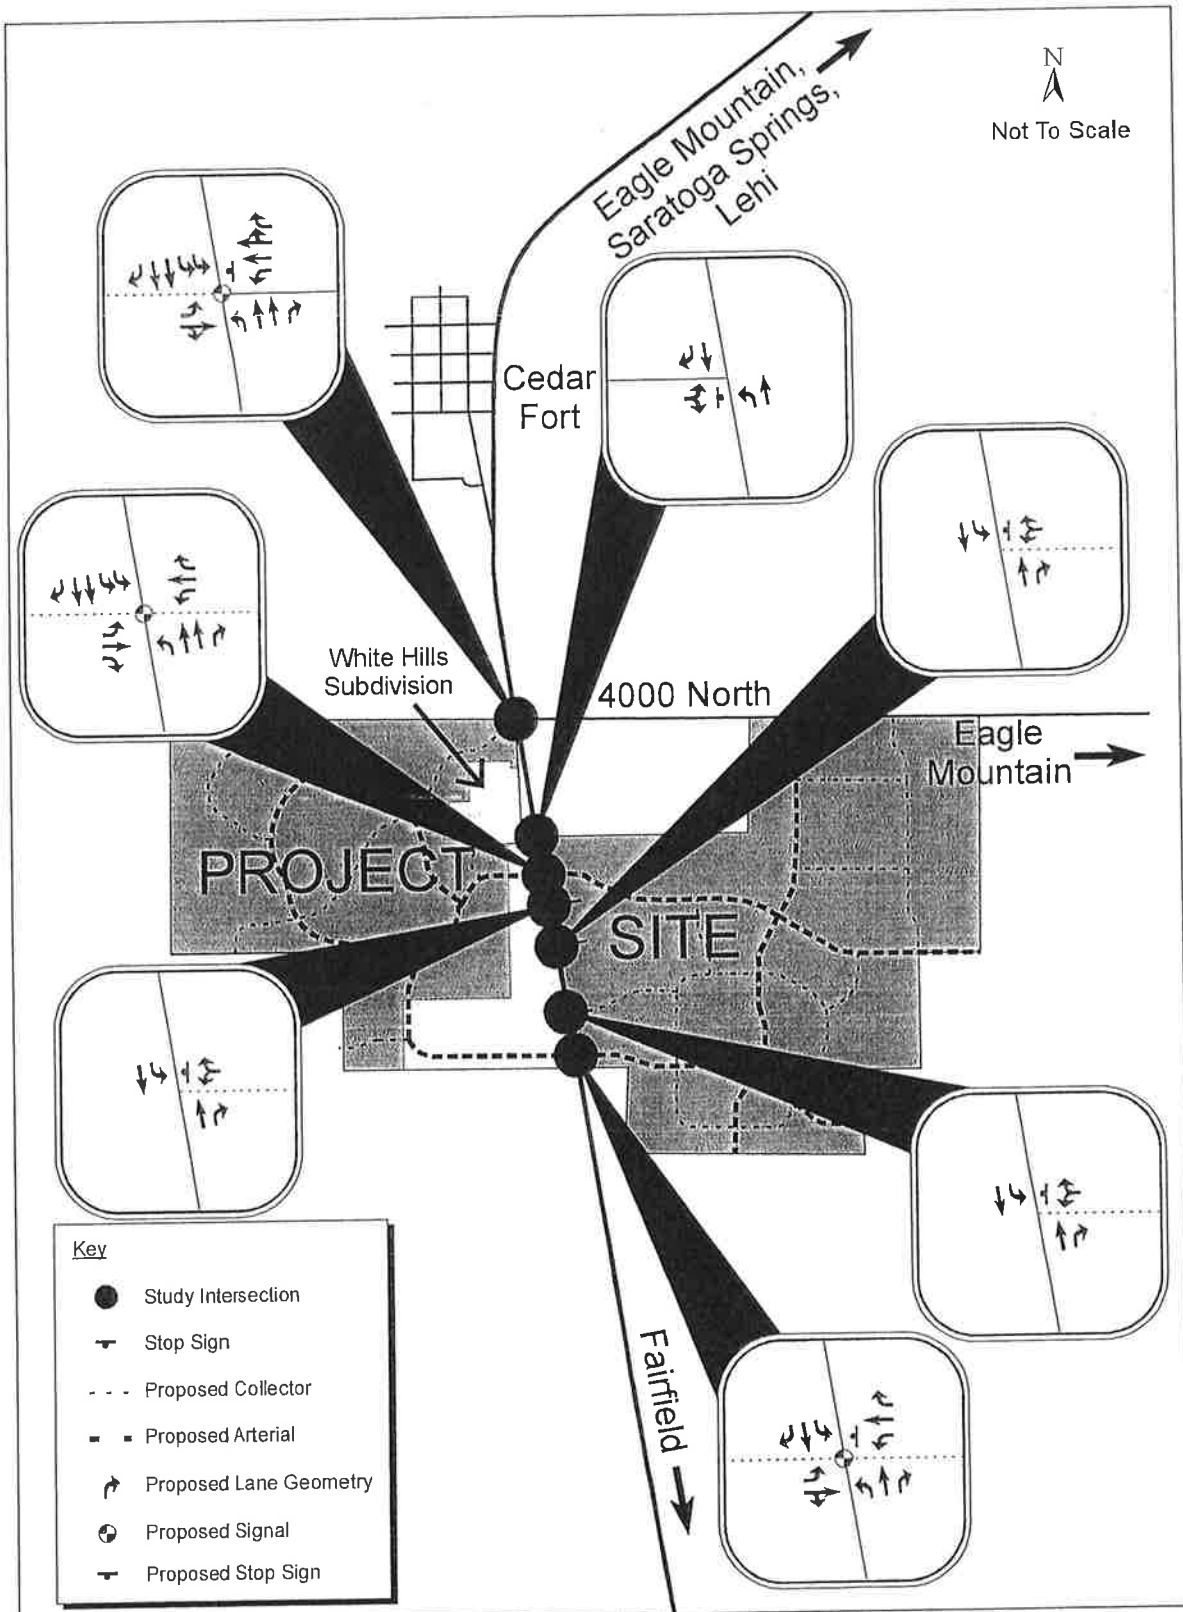 N
Not To Scale
Eagle Mountain,
Saratoga Springs,
Lehi
Cedar
Fort
White Hills
Subdivision
4000 North
Eagle
Mountain
PROJECT
SITE
Fairfield
Key
Study Intersection
Stop Sign
Proposed Collector
Proposed Arterial
Proposed Lane Geometry
Proposed Signal
Proposed Stop Sign